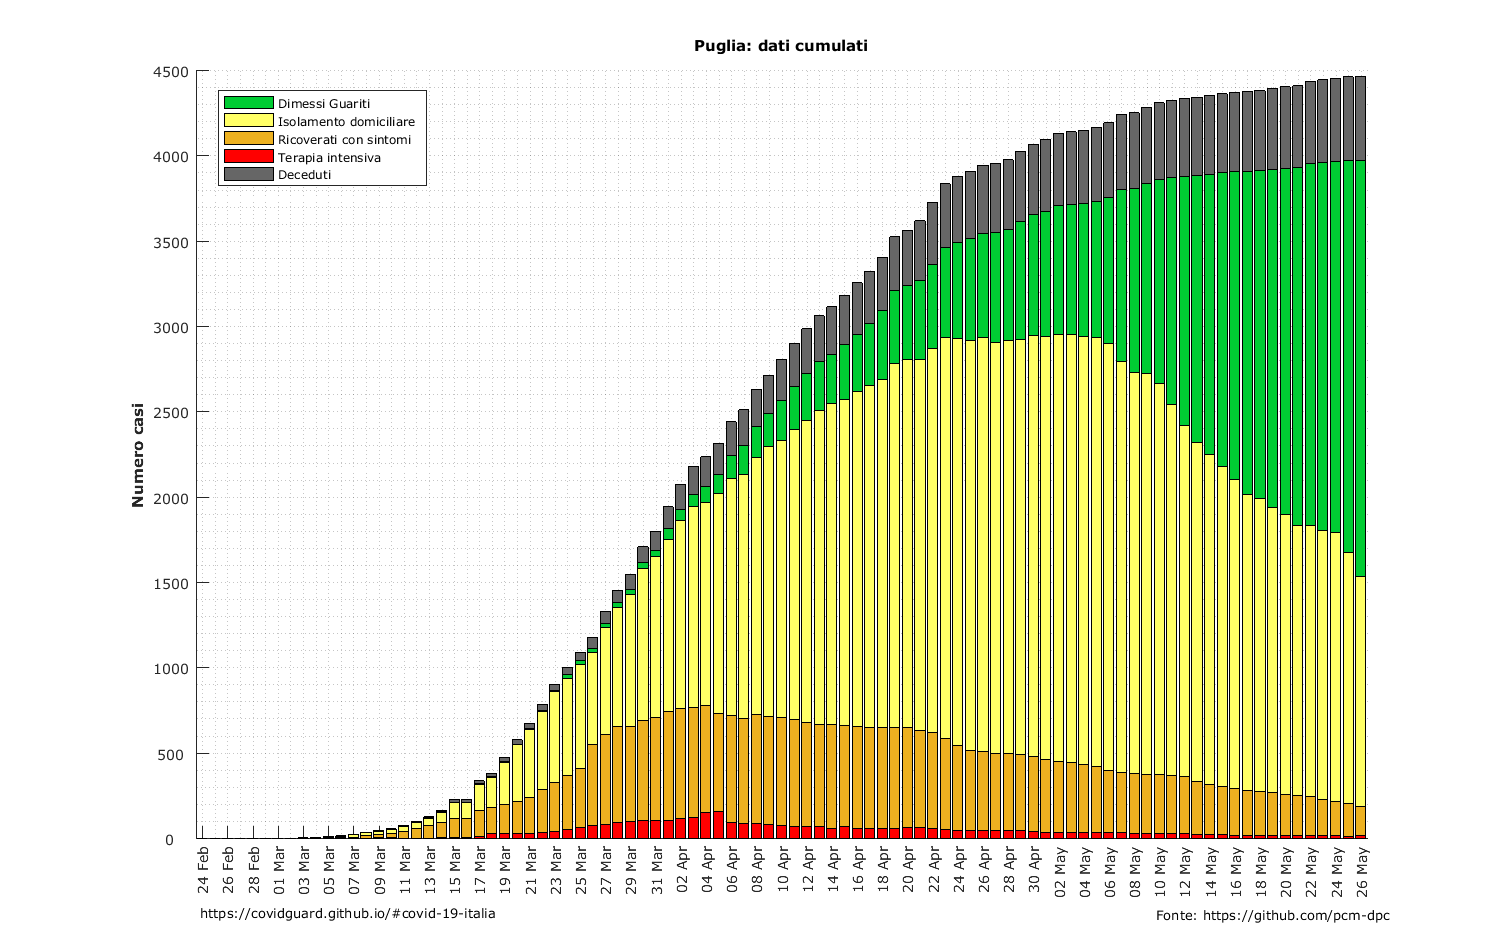 Puglia: dati cumulati
4500
4000
3500
3000
2500
2000
1500
1000
500
0
Numero casi
Dimessi Guariti
Isolamento domiciliare
Ricoverati con sintomi
Terapia intensiva
Deceduti
24 Feb
26 Feb
28 Feb
01 Mar
03 Mar
05 Mar
07 Mar
09 Mar
11 Mar
13 Mar
15 Mar
17 Mar
19 Mar
21 Mar
23 Mar
25 Mar
27 Mar
29 Mar
31 Mar
02 Apr
04 Apr
06 Apr
08 Apr
10 Apr
12 Apr
14 Apr
16 Apr
18 Apr
20 Apr
22 Apr
24 Apr
26 Apr
28 Apr
30 Apr
02 May
04 May
06 May
08 May
10 May
12 May
14 May
16 May
18 May
20 May
22 May
24 May
26 May
https://covidguard.github.io/#covid-19-italia
Fonte: https://github.com/pcm-dpc